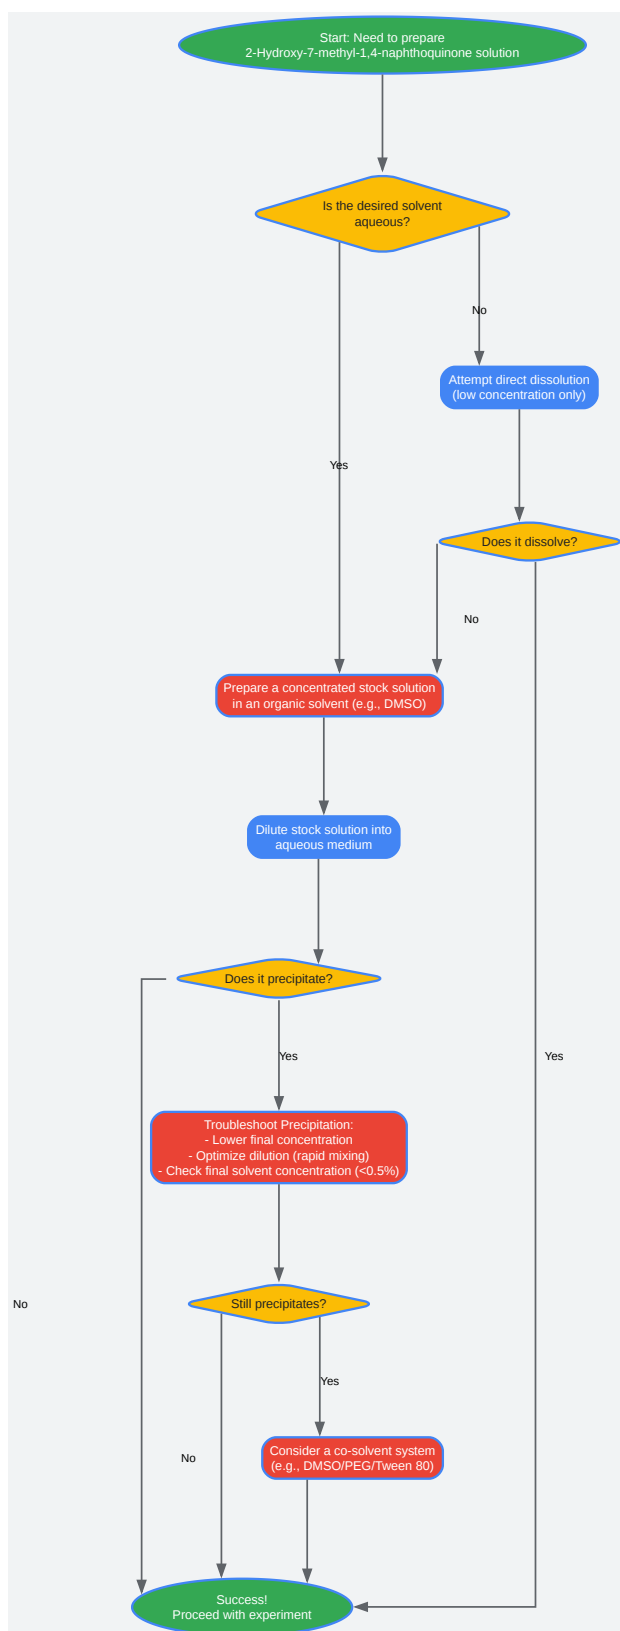 Start: Need to prepare
2-Hydroxy-7-methyl-1,4-naphthoquinone solution
Is the desired solvent
aqueous?
No
Attempt direct dissolution
(low concentration only)
Yes
Does it dissolve?
No
Prepare a concentrated stock solution
in an organic solvent (e.g., DMSO)
Dilute stock solution into
aqueous medium
Does it precipitate?
Yes
Yes
Troubleshoot Precipitation:
- Lower final concentration
- Optimize dilution (rapid mixing)
- Check final solvent concentration (<0.5%)
No
Still precipitates?
Yes
No
Consider a co-solvent system
(e.g., DMSO/PEG/Tween 80)
Success!
Proceed with experiment